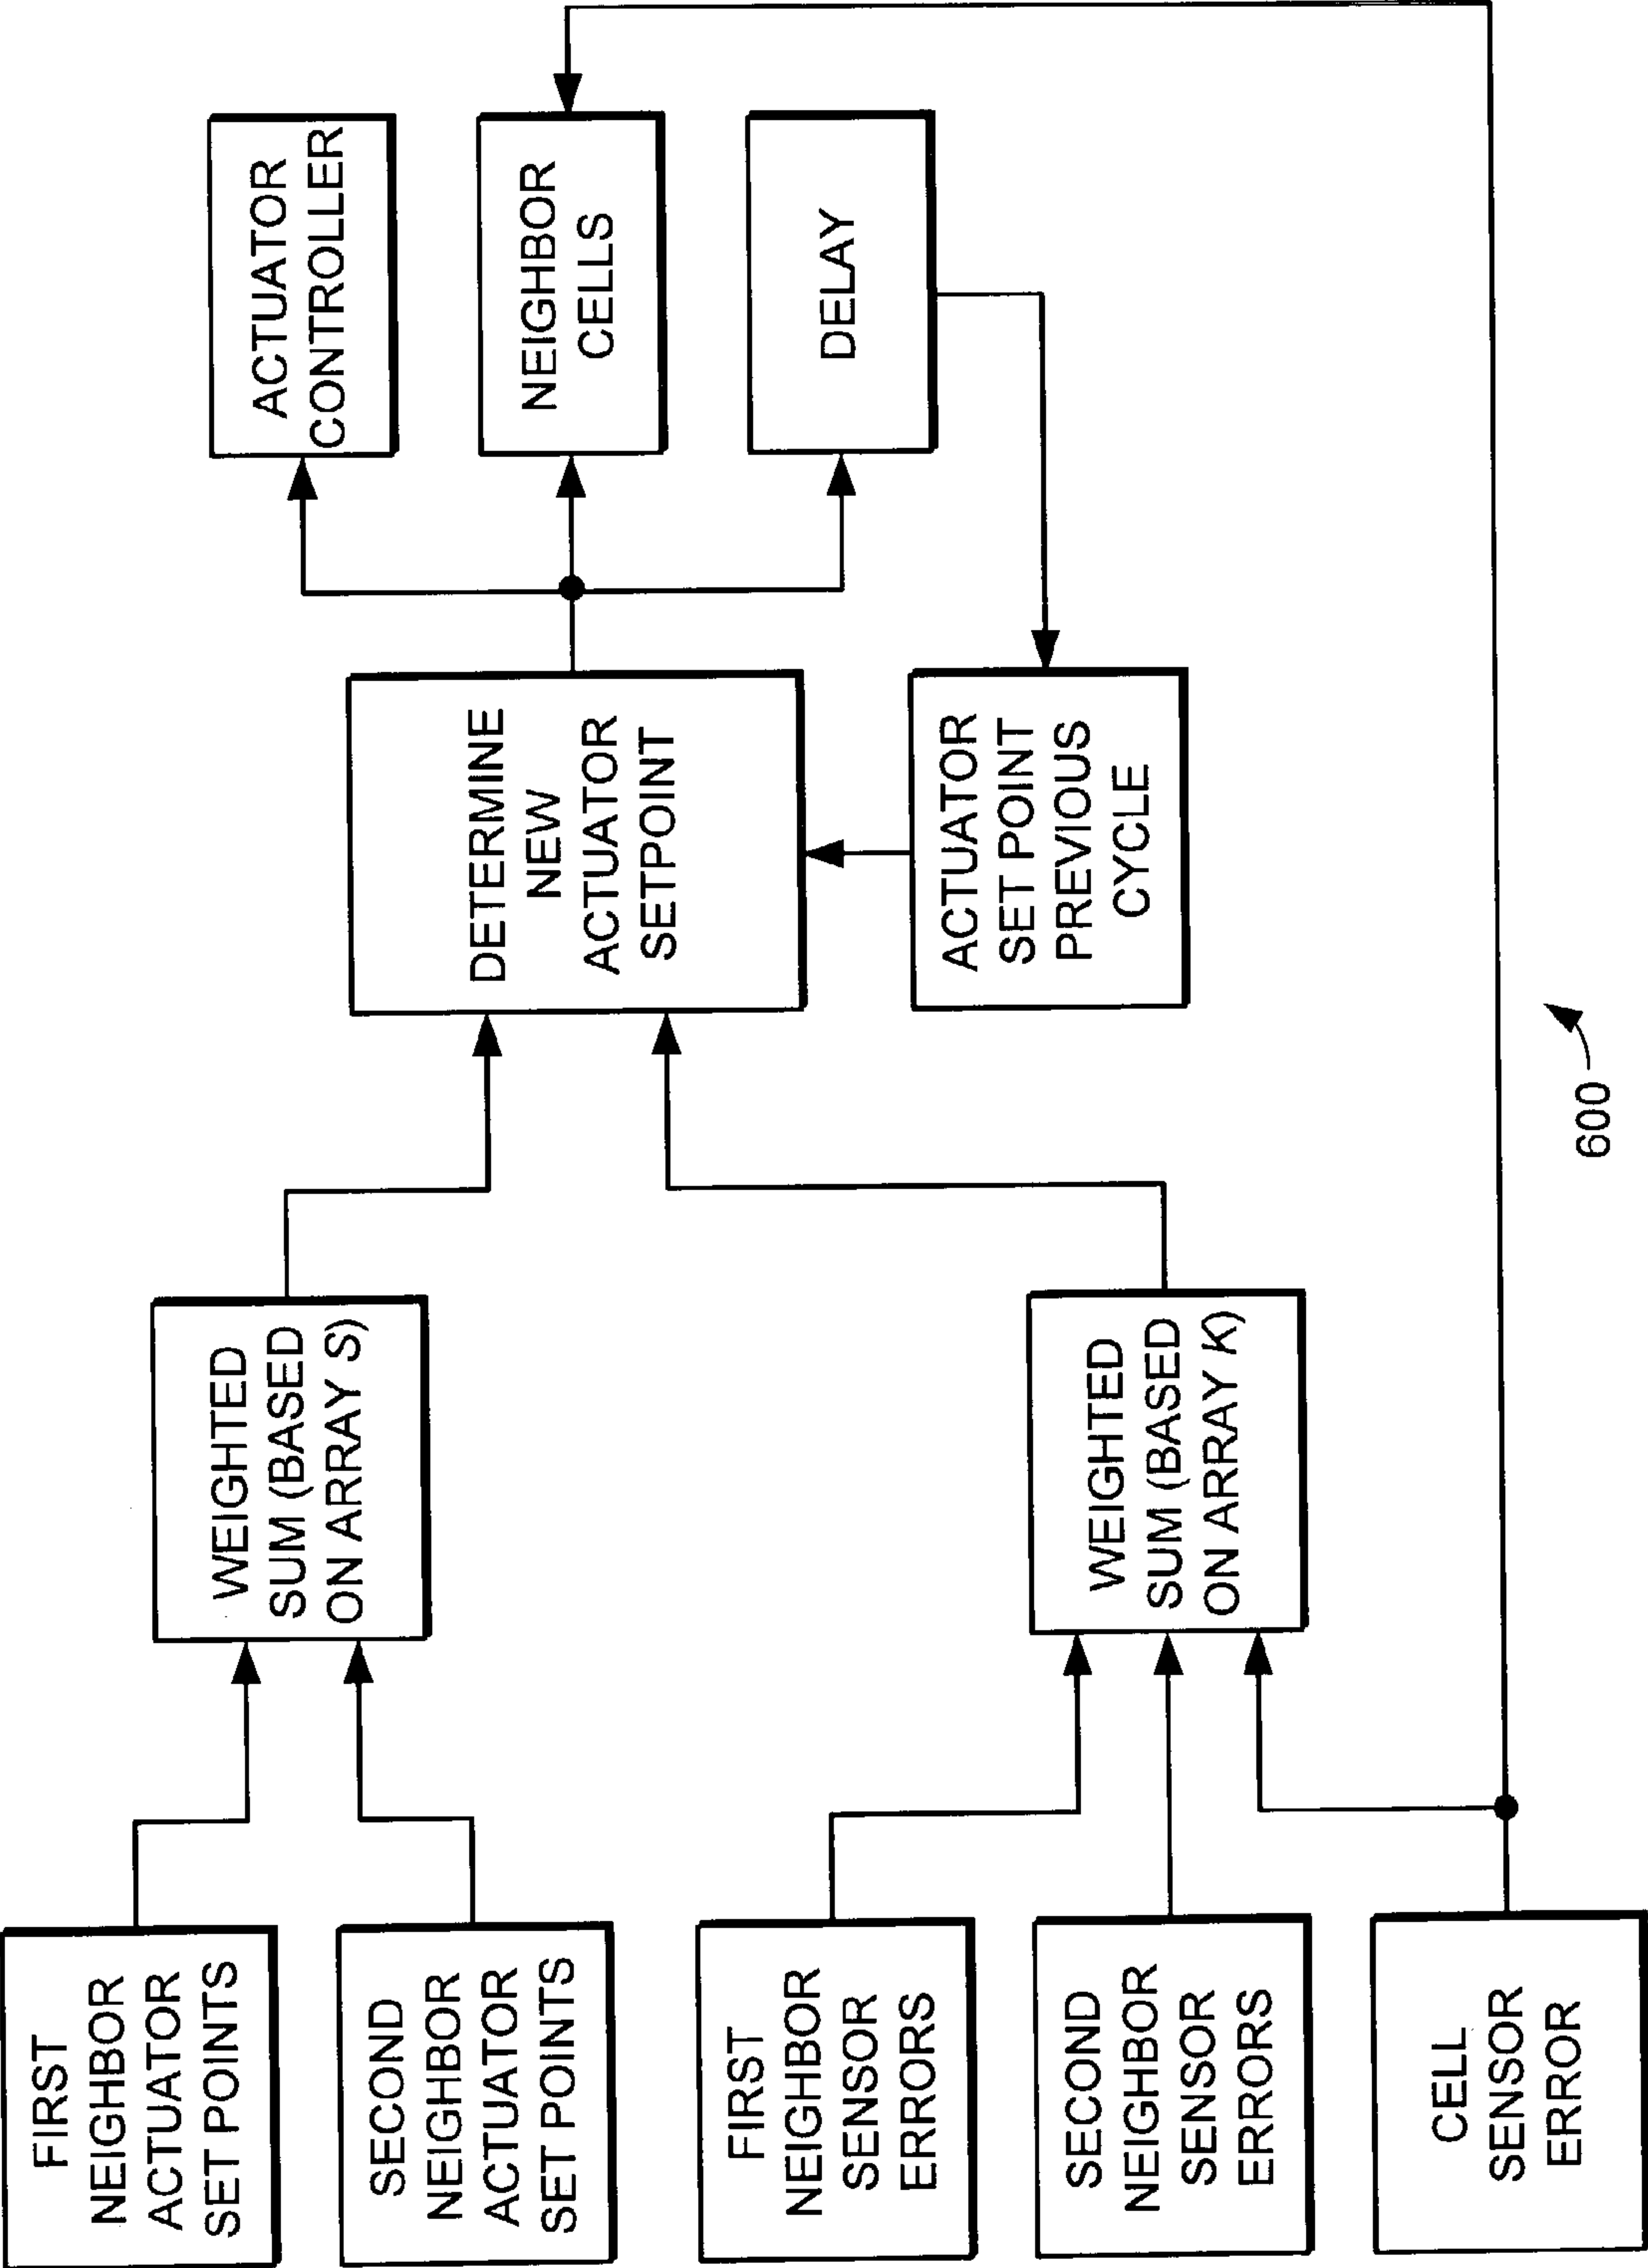 FIRST
NEIGHBOR
ACTUATOR
SET POINTS
SECOND
NEIGHBOR
ACTUATOR
SET POINTS
FIRST
NEIGHBOR
SENSOR
ERRORS
SECOND
NEIGHBOR
SENSOR
ERRORS
CELL
SENSOR
ERROR
WEIGHTED
SUM (BASED
ON ARRAY S)
WEIGHTED
SUM (BASED
ON ARRAY K)
DETERMINE
NEW
ACTUATOR
SETPOINT
ACTUATOR
SET POINT
PREVIOUS
CYCLE
ACTUATOR
CONTROLLER
NEIGHBOR
CELLS
DELAY
600